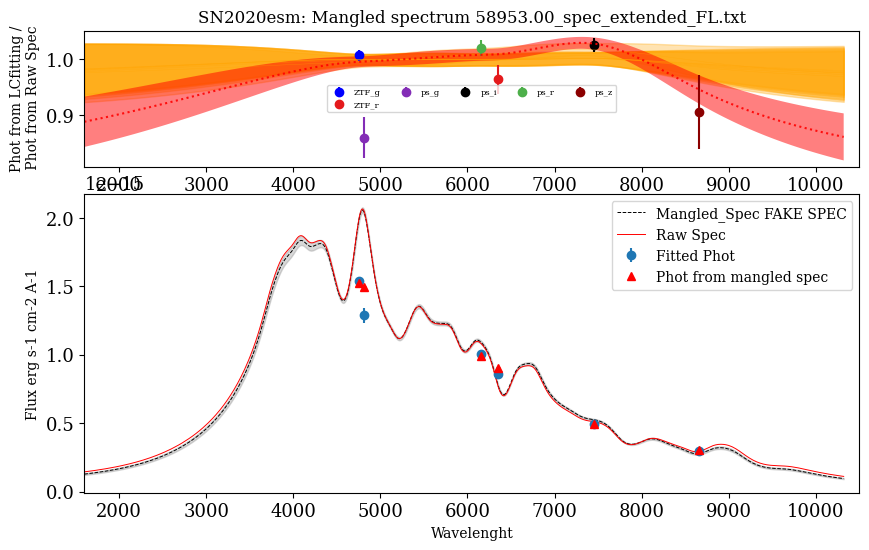 SN2020esm: Mangled spectrum 58953.00_spec_extended_FL.txt
Phot from LCfitting /
Phot from Raw Spec
1.0
0.9
ZTF_g ps_g ps_i ps_r ps_z
ZTF_r
2000 3000 4000 5000 6000 7000 8000 9000 10000
1e−15
Flux erg s-1 cm-2 A-1
2.0
1.5
1.0
0.5
0.0
Mangled_Spec FAKE SPEC
Raw Spec
Fitted Phot
Phot from mangled spec
2000 3000 4000 5000 6000 7000 8000 9000 10000
Wavelenght